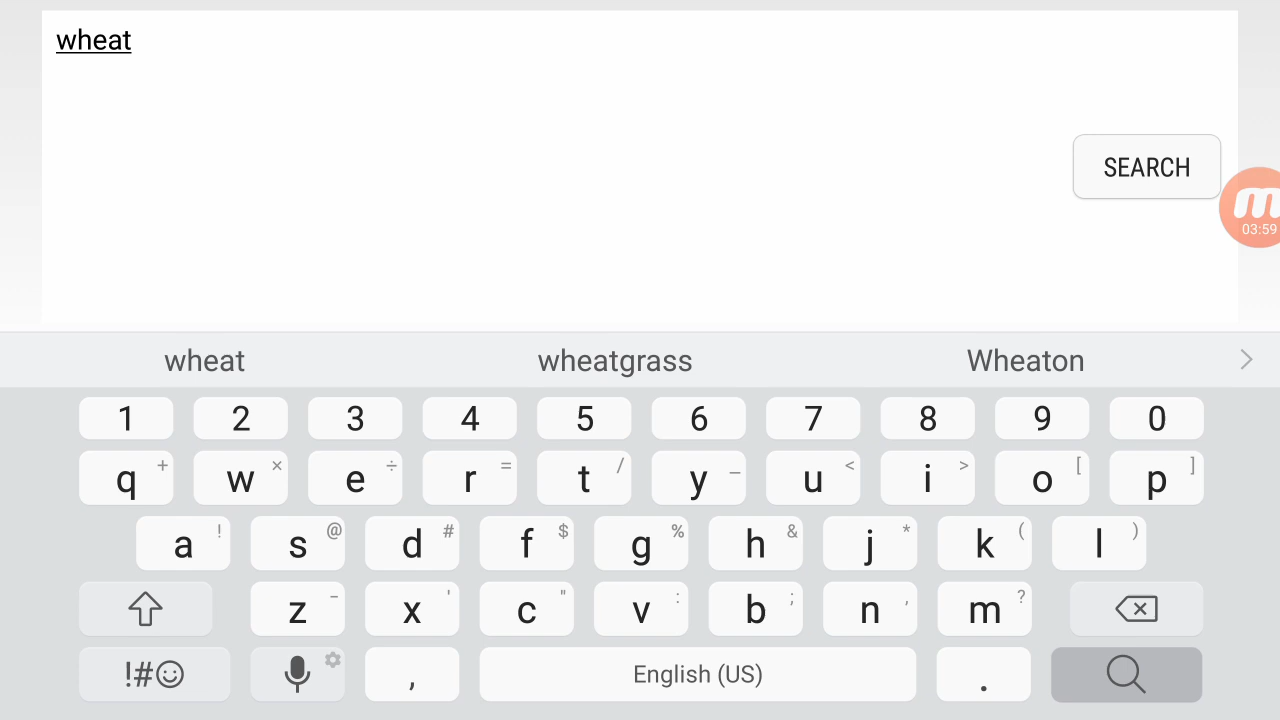 wheat
SEARCH
m
03:59
wheat wheatgrass Wheaton
1 2 3 4 5 6 7 8 9 0
q + w × e ÷ r = t / y _ u < i > o [ p ]
a ! s @ d # f $ g % h & j * k ( l )
z - x ' c " v : b ; n , m ?
!#☺ , English (US) .